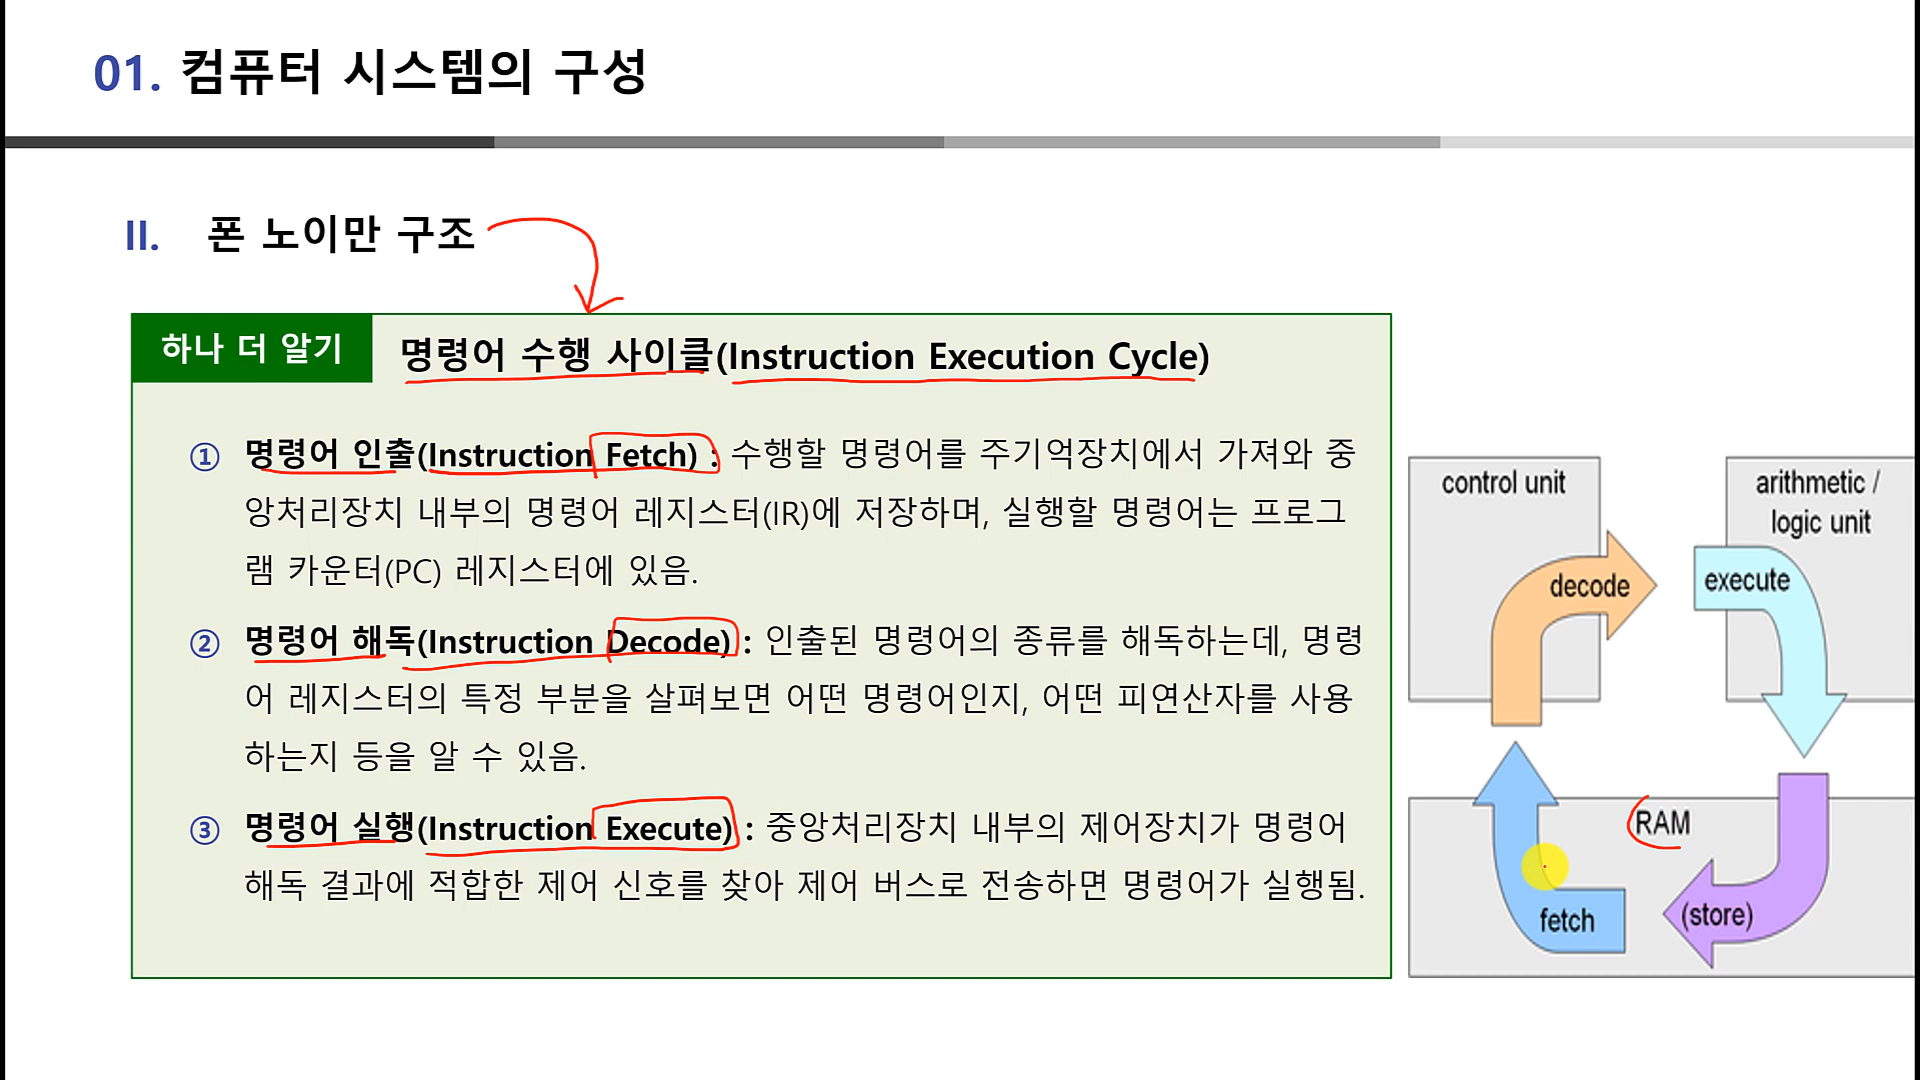 01. 컴퓨터 시스템의 구성
II. 폰 노이만 구조
하나 더 알기
명령어 수행 사이클(Instruction Execution Cycle)
① 명령어 인출(Instruction Fetch) : 수행할 명령어를 주기억장치에서 가져와 중
앙처리장치 내부의 명령어 레지스터(IR)에 저장하며, 실행할 명령어는 프로그
램 카운터(PC) 레지스터에 있음.
② 명령어 해독(Instruction Decode) : 인출된 명령어의 종류를 해독하는데, 명령
어 레지스터의 특정 부분을 살펴보면 어떤 명령어인지, 어떤 피연산자를 사용
하는지 등을 알 수 있음.
③ 명령어 실행(Instruction Execute) : 중앙처리장치 내부의 제어장치가 명령어
해독 결과에 적합한 제어 신호를 찾아 제어 버스로 전송하면 명령어가 실행됨.
control unit
arithmetic /
logic unit
decode
execute
RAM
fetch
(store)